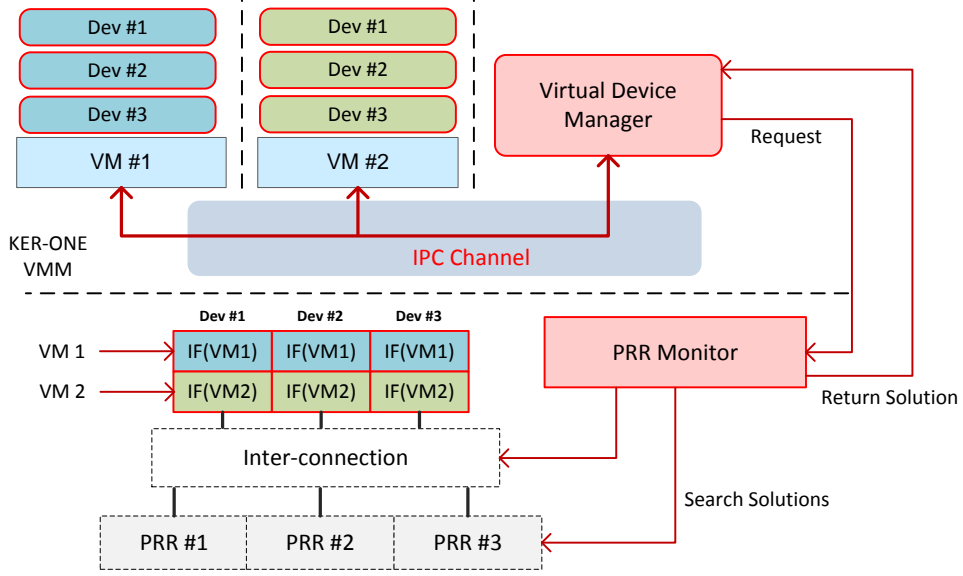 Dev #1
Dev #2
Dev #3
VM #1
Dev #1
Dev #2
Dev #3
VM #2
Virtual Device
Manager
Request
KER-ONE
VMM
IPC Channel
Dev #1 Dev #2 Dev #3
VM 1
IF(VM1) IF(VM1) IF(VM1)
VM 2
IF(VM2) IF(VM2) IF(VM2)
PRR Monitor
Return Solution
Inter-connection
Search Solutions
PRR #1 PRR #2 PRR #3